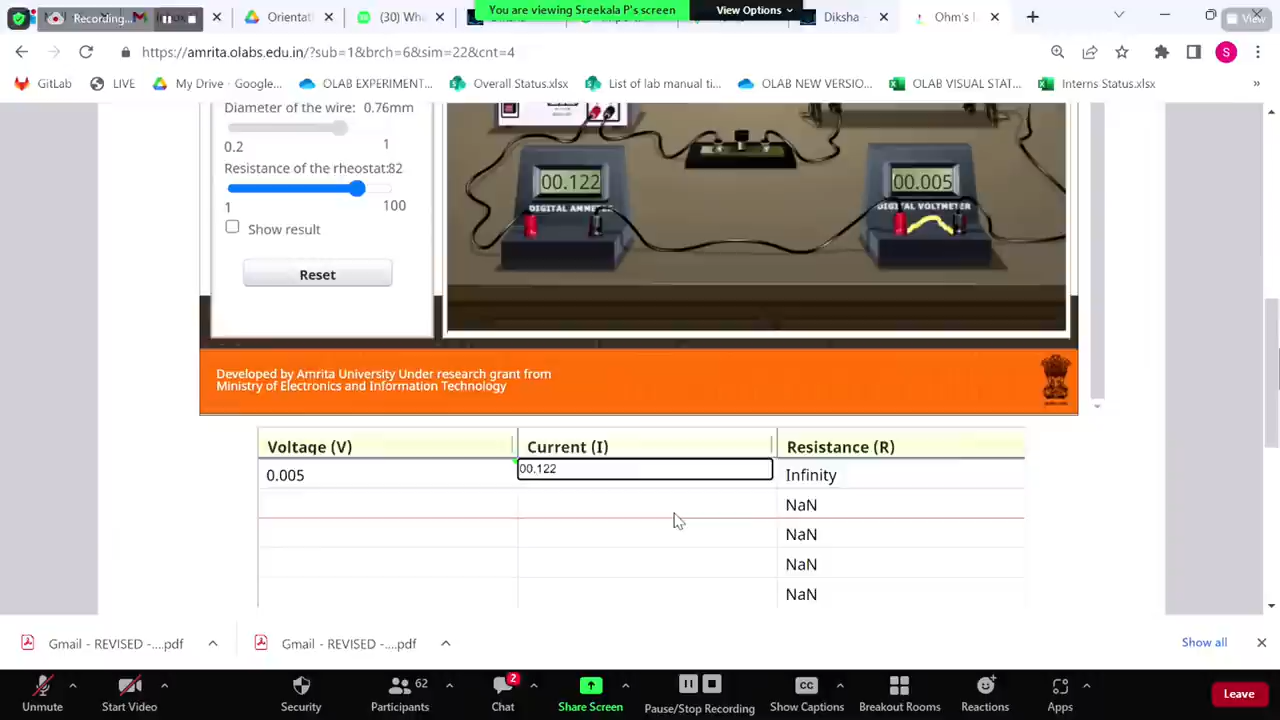 Recording...
You are viewing Sreekala P's screen
View Options
View
Orientat
(30) Wha
Diksha -
Ohm's l
https://amrita.olabs.edu.in/?sub=1&brch=6&sim=22&cnt=4
S
GitLab
LIVE
My Drive - Google...
OLAB EXPERIMENT...
Overall Status.xlsx
List of lab manual ti...
OLAB NEW VERSIO...
OLAB VISUAL STAT...
Interns Status.xlsx
»
Diameter of the wire: 0.76mm
0.2
1
Resistance of the rheostat:82
1
100
Show result
Reset
00.122
DIGITAL AMMETER
00.005
DIGITAL VOLTMETER
Developed by Amrita University Under research grant from
Ministry of Electronics and Information Technology
Voltage (V) Current (I) Resistance (R)
0.005 00.122 Infinity
NaN
NaN
NaN
NaN
Gmail - REVISED -....pdf
Gmail - REVISED -....pdf
Show all
Unmute
Start Video
Security
62
Participants
2
Chat
Share Screen
Pause/Stop Recording
CC
Show Captions
Breakout Rooms
Reactions
Apps
Leave